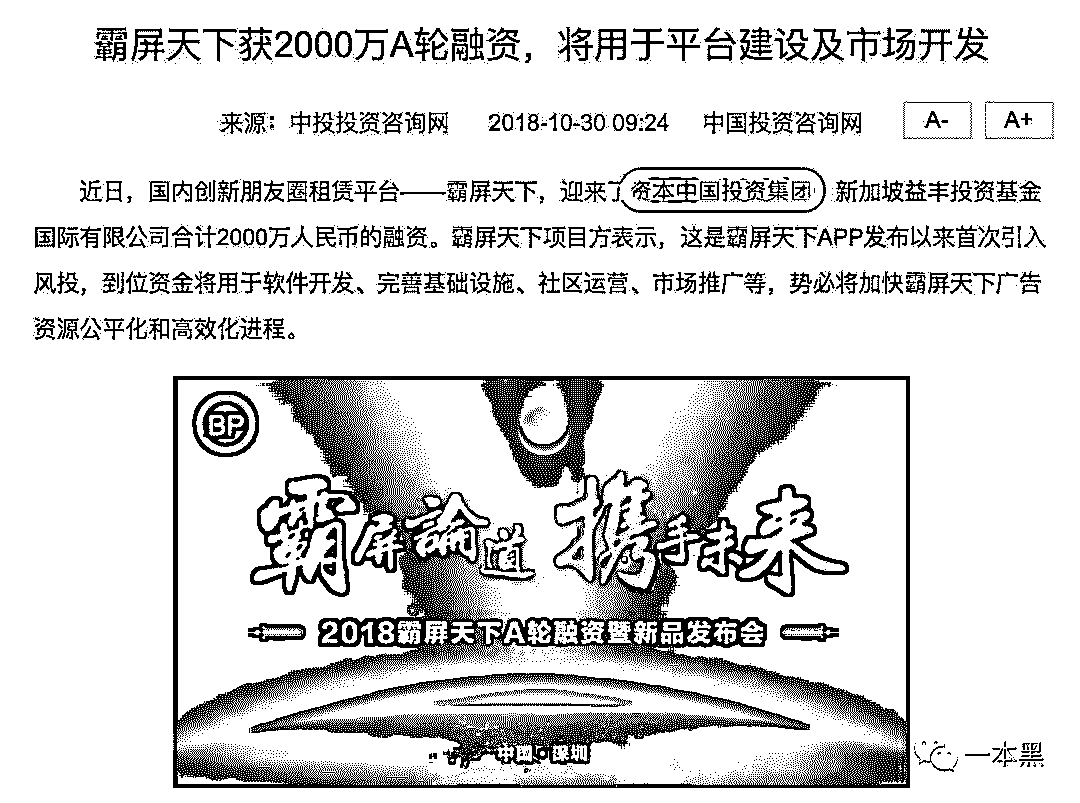 霸屏天下获2000万A轮融资，将用于平台建设及市场开发
来源：中投投资咨询网 2018-10-30 09:24 中国投资咨询网 A- A+
近日，国内创新朋友圈租赁平台——霸屏天下，迎来了资本中国投资集团 新加坡益丰投资基金
国际有限公司合计2000万人民币的融资。霸屏天下项目方表示，这是霸屏天下APP发布以来首次引入
风投，到位资金将用于软件开发、完善基础设施、社区运营、市场推广等，势必将加快霸屏天下广告
资源公平化和高效化进程。
BP
霸屏論道 携手未来
2018霸屏天下A轮融资暨新品发布会
中国·深圳
一本黑